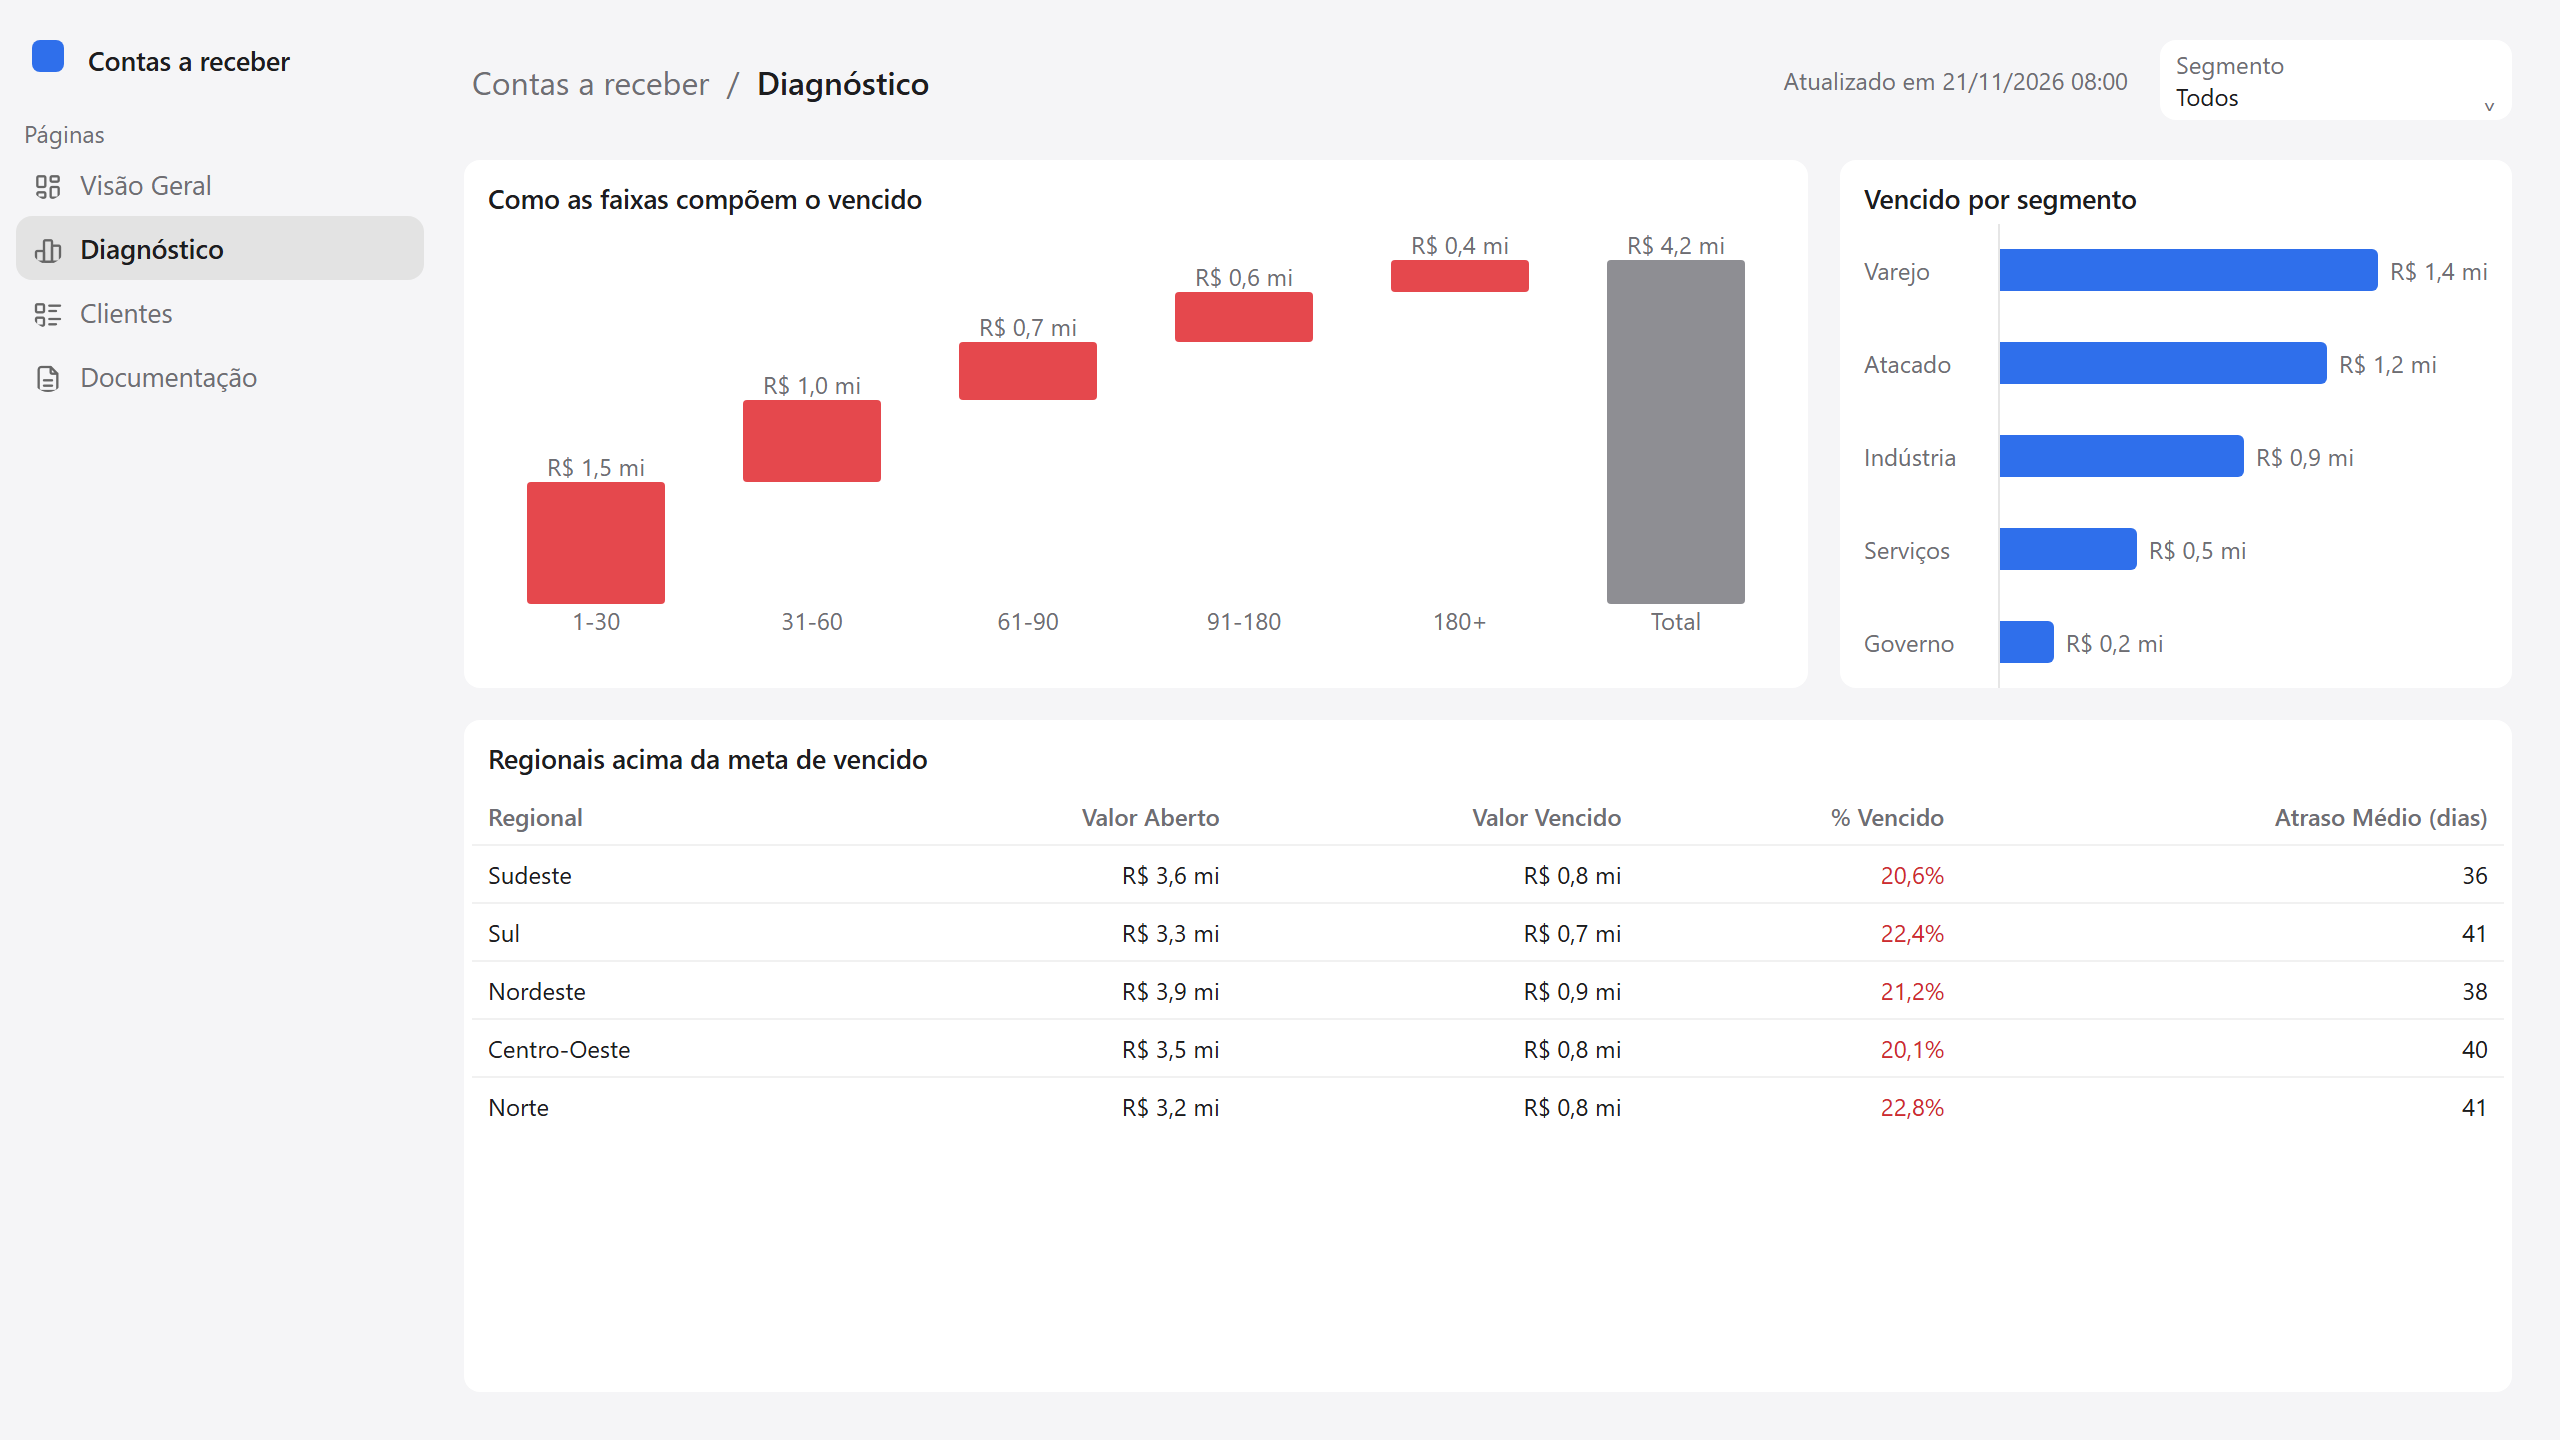 Contas a receber
Páginas
Visão Geral
Diagnóstico
Clientes
Documentação
Contas a receber / Diagnóstico
Atualizado em 21/11/2026 08:00
Segmento
Todos
Como as faixas compõem o vencido
R$ 1,5 mi
R$ 1,0 mi
R$ 0,7 mi
R$ 0,6 mi
R$ 0,4 mi
R$ 4,2 mi
1-30 31-60 61-90 91-180 180+ Total
Vencido por segmento
Varejo R$ 1,4 mi
Atacado R$ 1,2 mi
Indústria R$ 0,9 mi
Serviços R$ 0,5 mi
Governo R$ 0,2 mi
Regionais acima da meta de vencido
Regional Valor Aberto Valor Vencido % Vencido Atraso Médio (dias)
Sudeste R$ 3,6 mi R$ 0,8 mi 20,6% 36
Sul R$ 3,3 mi R$ 0,7 mi 22,4% 41
Nordeste R$ 3,9 mi R$ 0,9 mi 21,2% 38
Centro-Oeste R$ 3,5 mi R$ 0,8 mi 20,1% 40
Norte R$ 3,2 mi R$ 0,8 mi 22,8% 41